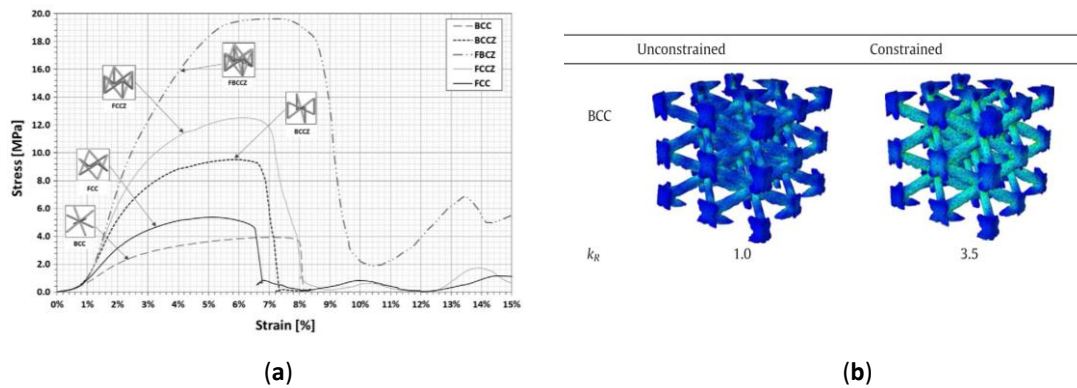 20.0
18.0
16.0
14.0
12.0
10.0
8.0
6.0
4.0
2.0
0.0
Stress [MPa]
BCC
BCCZ
FBCZ
FCCZ
FCC
FBCCZ
FCCZ
BCCZ
FCC
BCC
0% 1% 2% 3% 4% 5% 6% 7% 8% 9% 10% 11% 12% 13% 14% 15%
Strain [%]
(a)
Unconstrained Constrained
BCC
kR 1.0 3.5
(b)